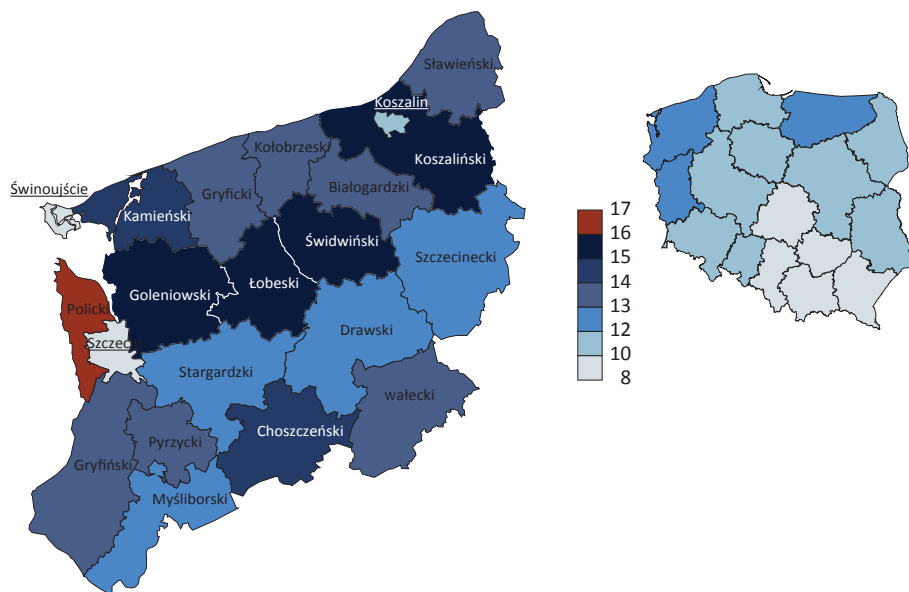 Sławieński
Koszalin
Kołobrzeski
Koszaliński
Białogardzki
Gryficki
Świnoujście
Kamieński
Świdwiński
Szczecinecki
Łobeski
Goleniowski
Policki
Drawski
Szczecin
Stargardzki
wałecki
Choszczeński
Pyrzycki
Gryfiński
Myśliborski
17
16
15
14
13
12
10
8